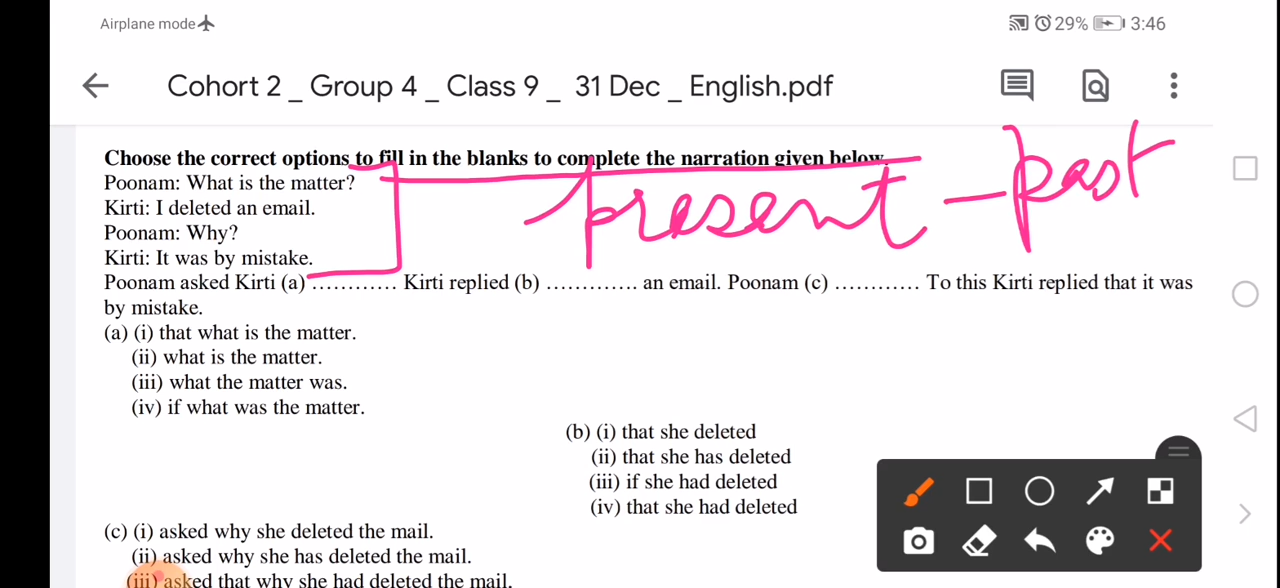 Airplane mode 29% 3:46
Cohort 2 _ Group 4 _ Class 9 _ 31 Dec _ English.pdf
Choose the correct options to fill in the blanks to complete the narration given below.
Poonam: What is the matter?
Kirti: I deleted an email.
Poonam: Why?
Kirti: It was by mistake.
present - past
Poonam asked Kirti (a) ………… Kirti replied (b) …………. an email. Poonam (c) ………… To this Kirti replied that it was
by mistake.
(a) (i) that what is the matter.
(ii) what is the matter.
(iii) what the matter was.
(iv) if what was the matter.
(b) (i) that she deleted
(ii) that she has deleted
(iii) if she had deleted
(iv) that she had deleted
(c) (i) asked why she deleted the mail.
(ii) asked why she has deleted the mail.
(iii) asked that why she had deleted the mail.